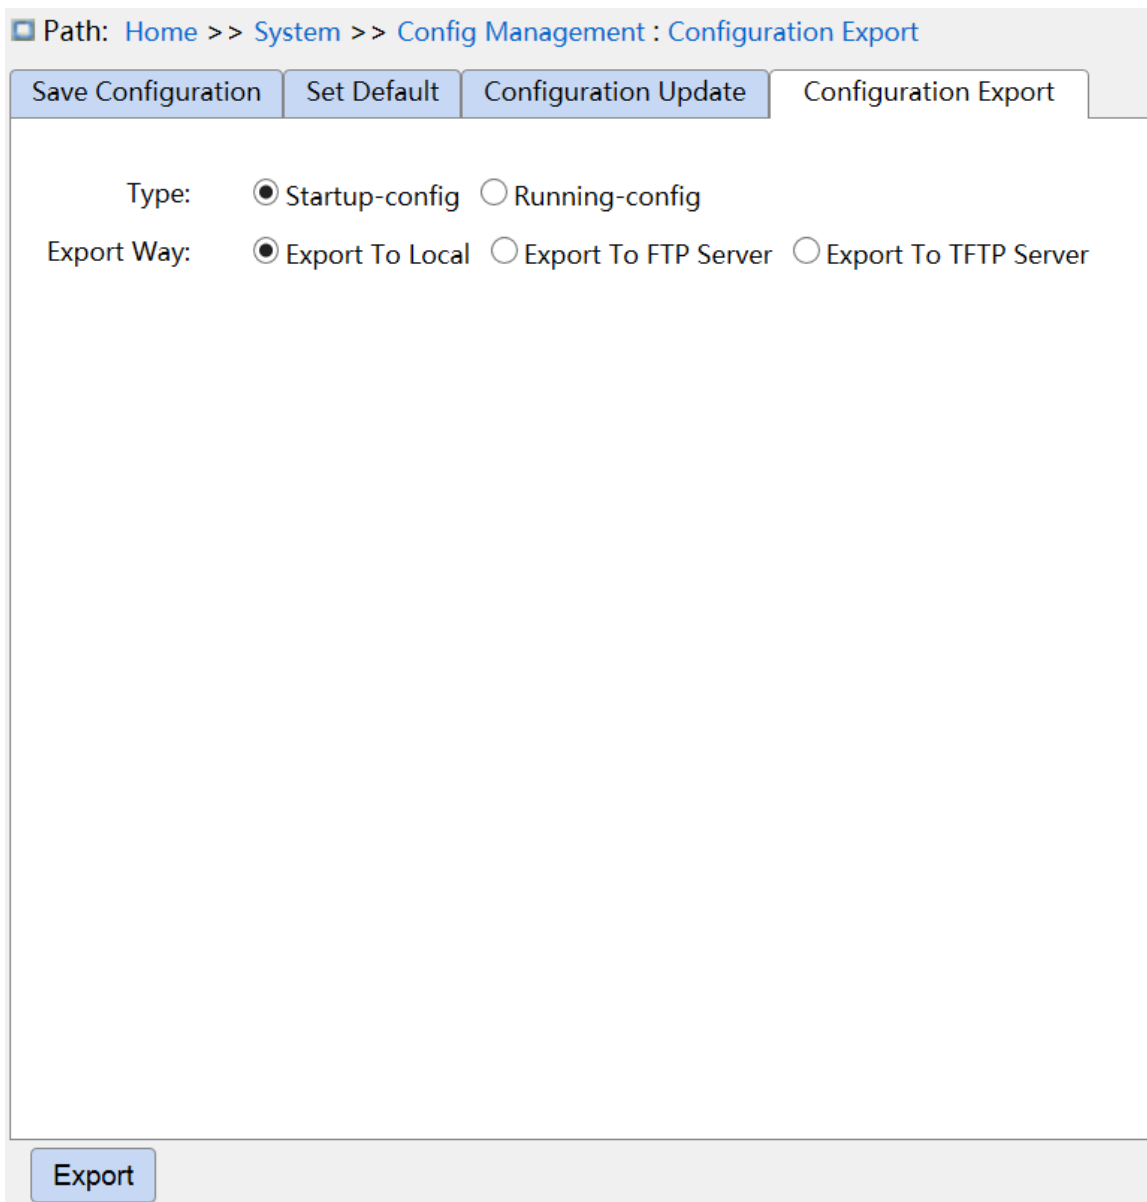 Path: Home >> System >> Config Management : Configuration Export
Save Configuration Set Default Configuration Update Configuration Export
Type: Startup-config Running-config
Export Way: Export To Local Export To FTP Server Export To TFTP Server
Export